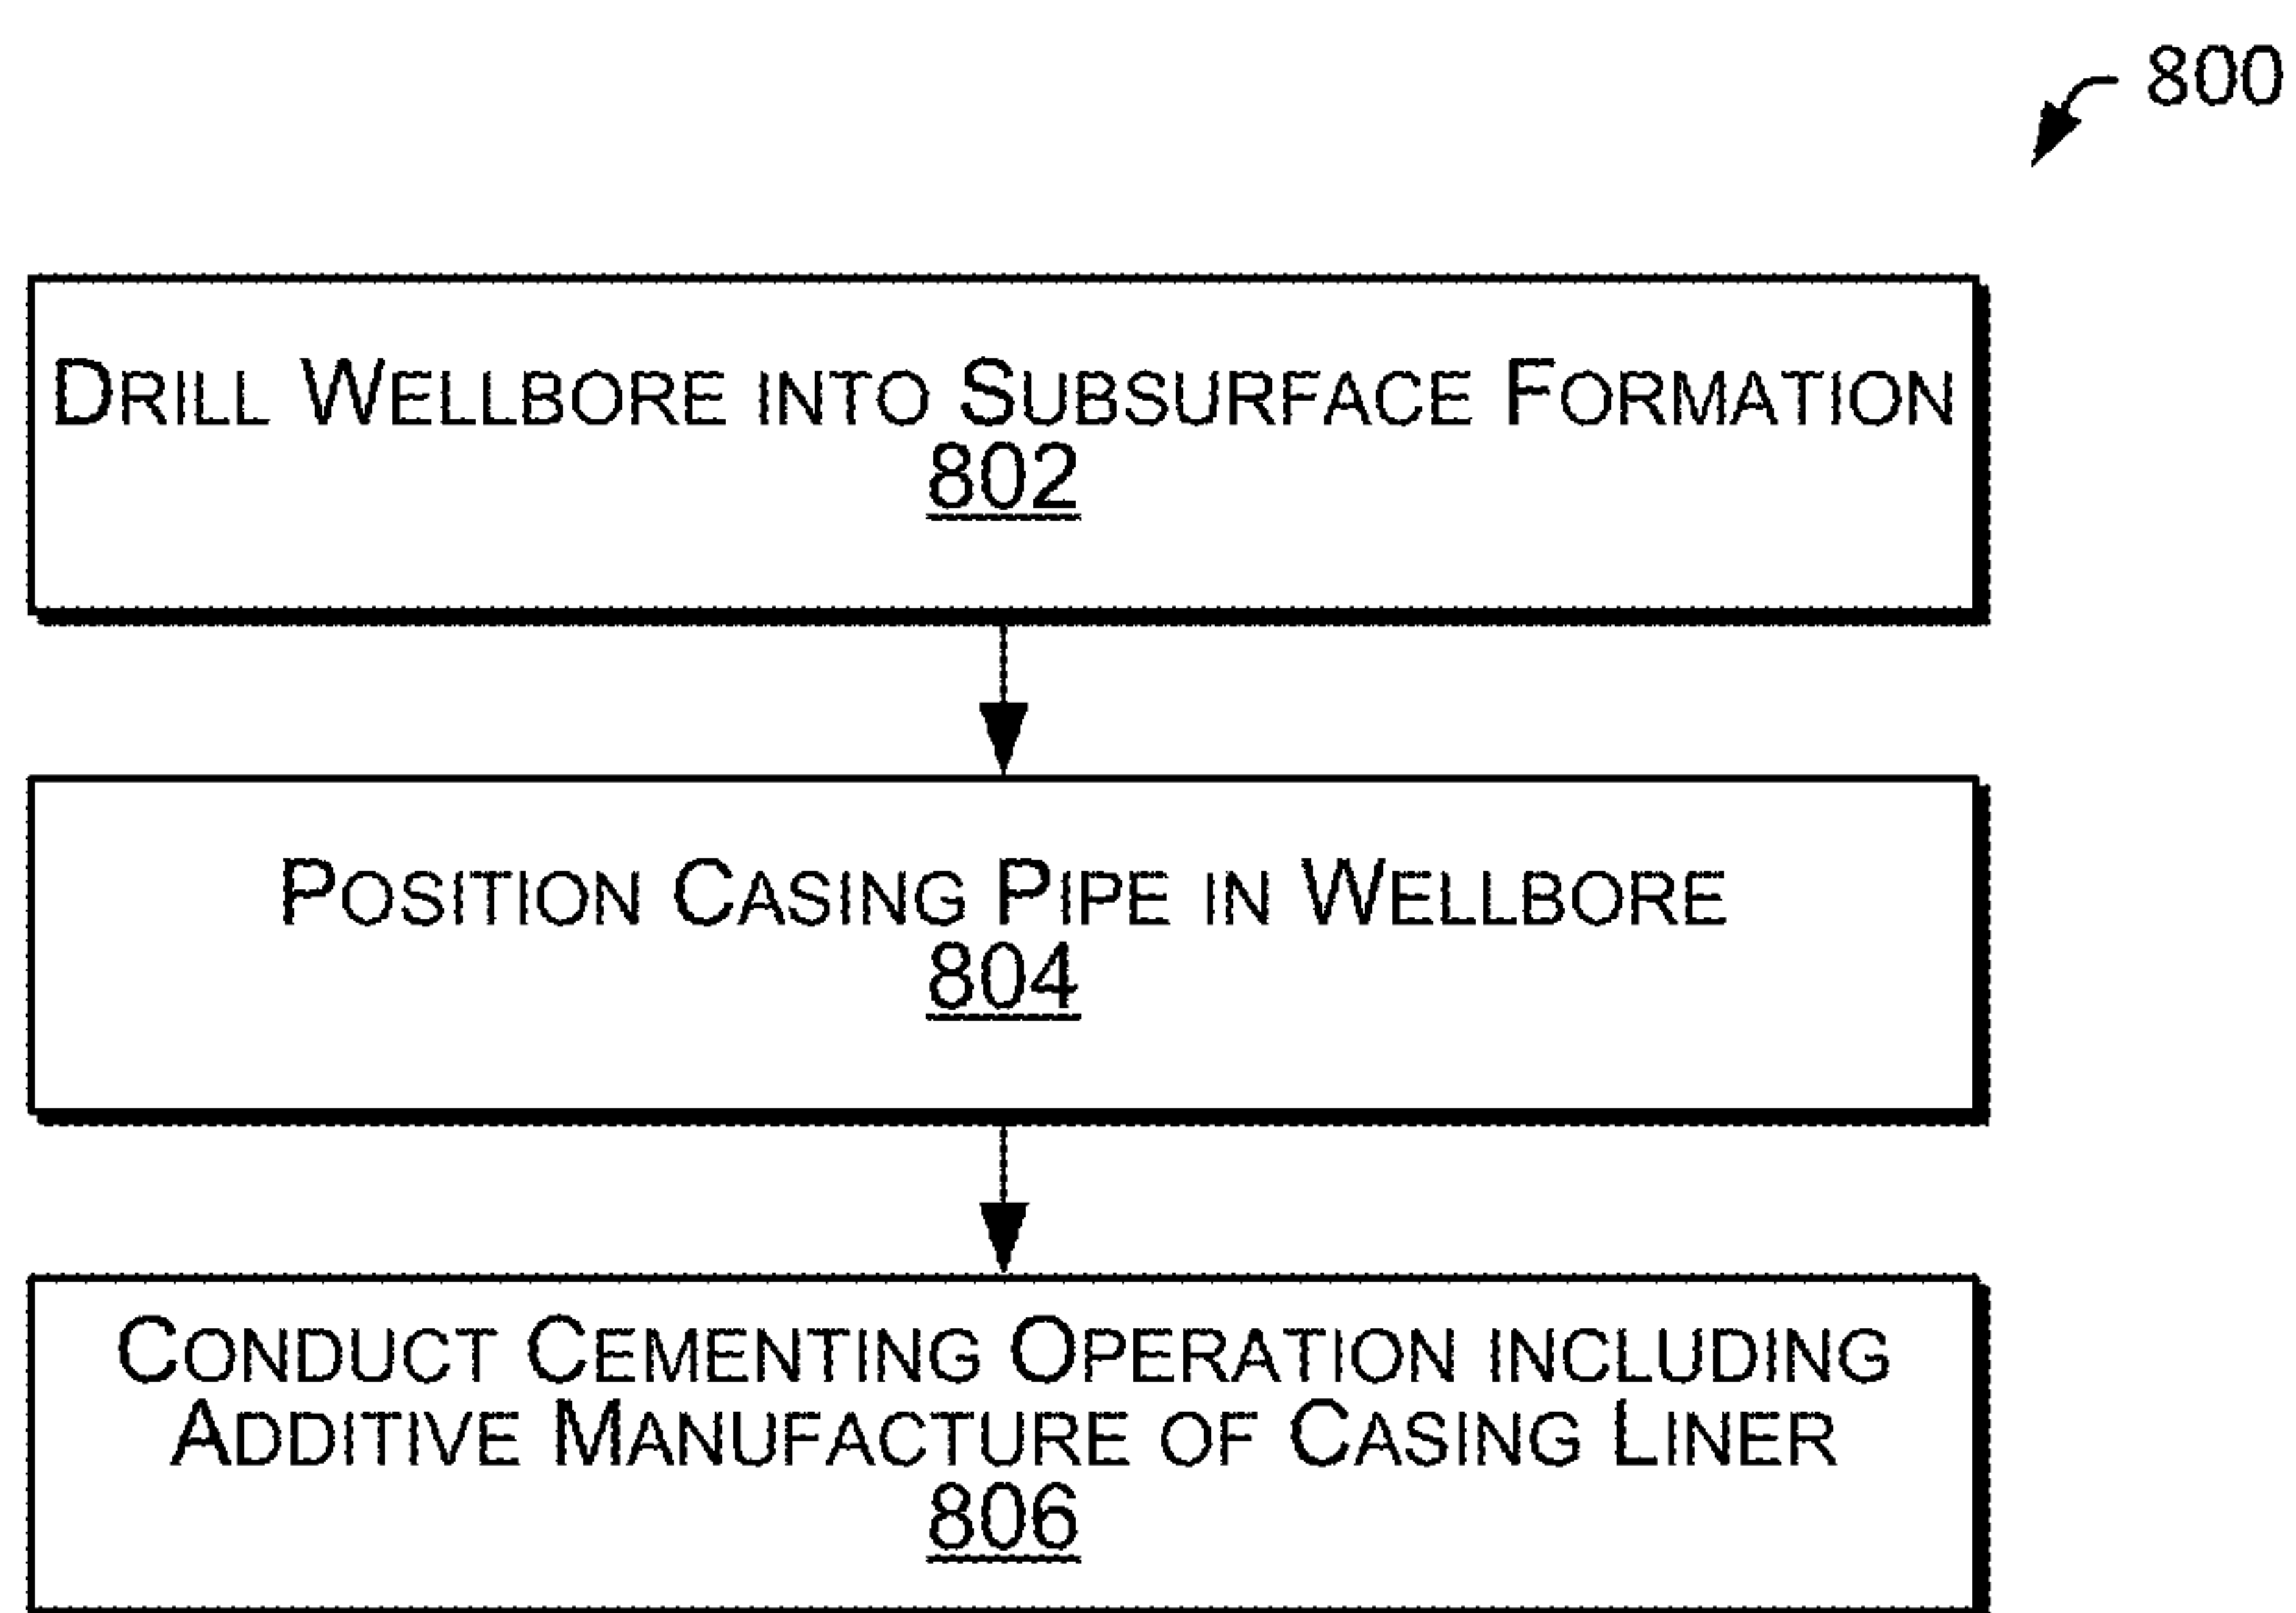 800
DRILL WELLBORE INTO SUBSURFACE FORMATION
802
POSITION CASING PIPE IN WELLBORE
804
CONDUCT CEMENTING OPERATION INCLUDING
ADDITIVE MANUFACTURE OF CASING LINER
806